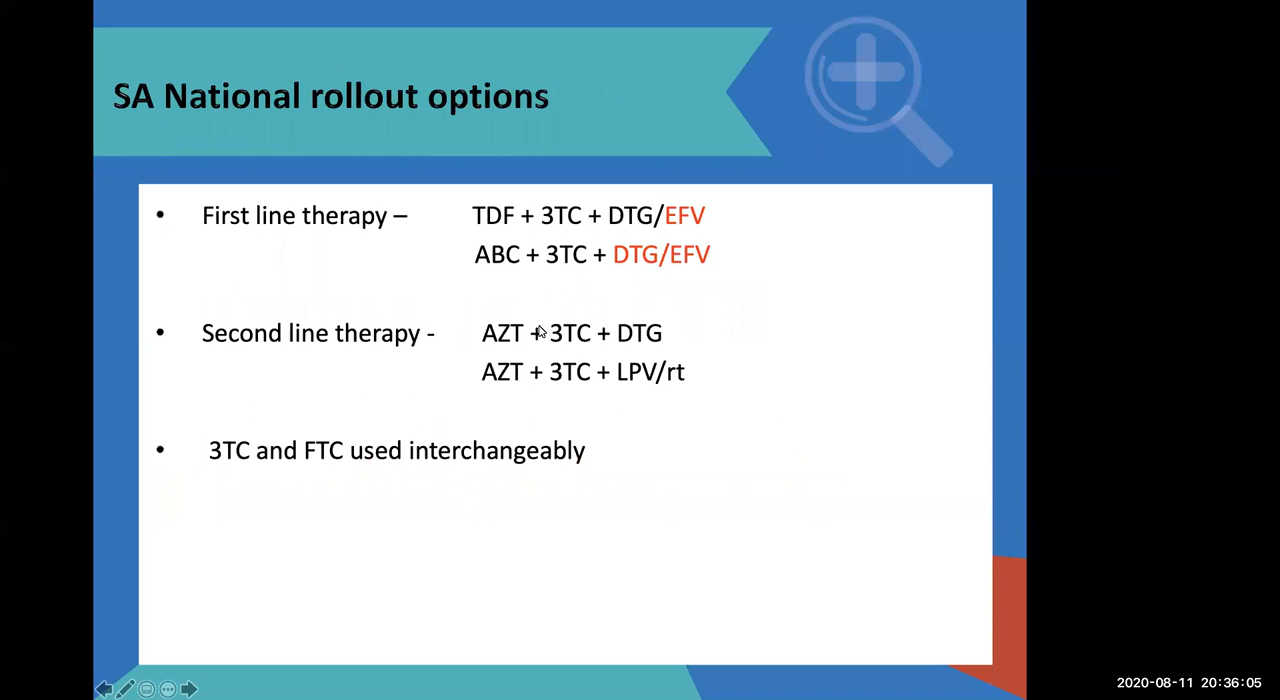 SA National rollout options
• First line therapy – TDF + 3TC + DTG/EFV
ABC + 3TC + DTG/EFV
• Second line therapy - AZT + 3TC + DTG
AZT + 3TC + LPV/rt
• 3TC and FTC used interchangeably
2020-08-11 20:36:05